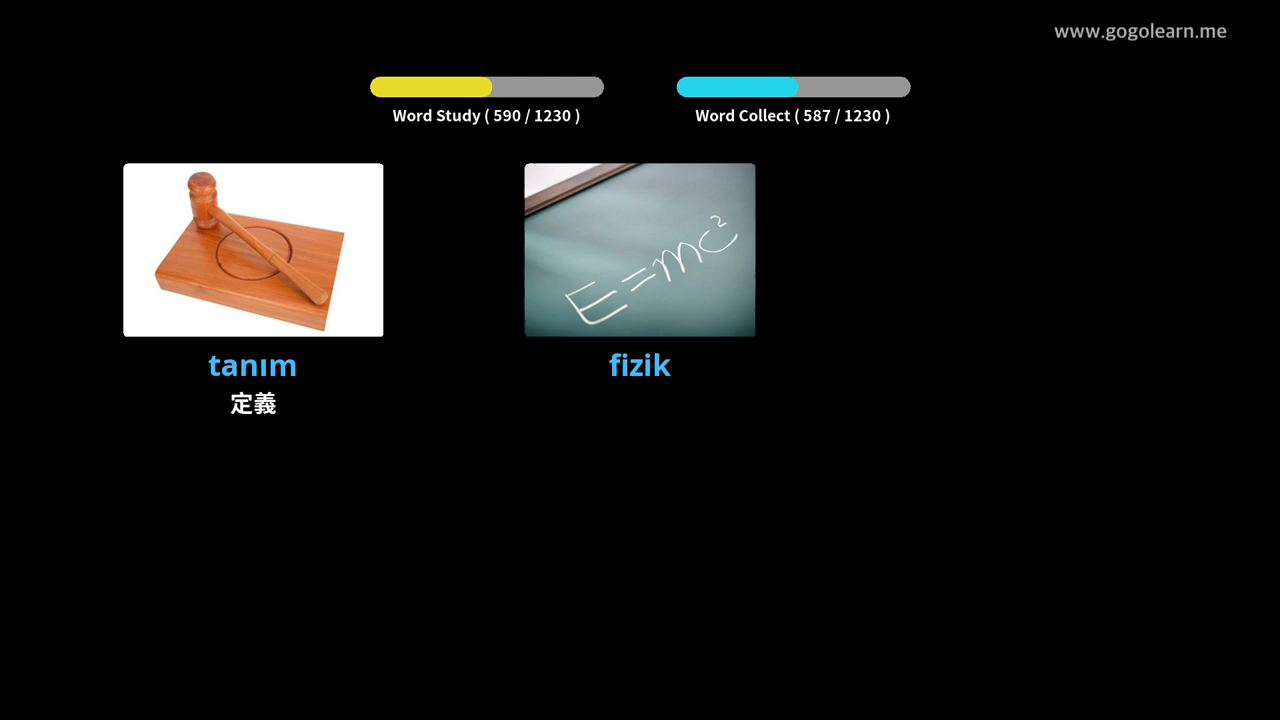 www.gogolearn.me
Word Study ( 590 / 1230 )
Word Collect ( 587 / 1230 )
E=mc²
tanım
fizik
定義